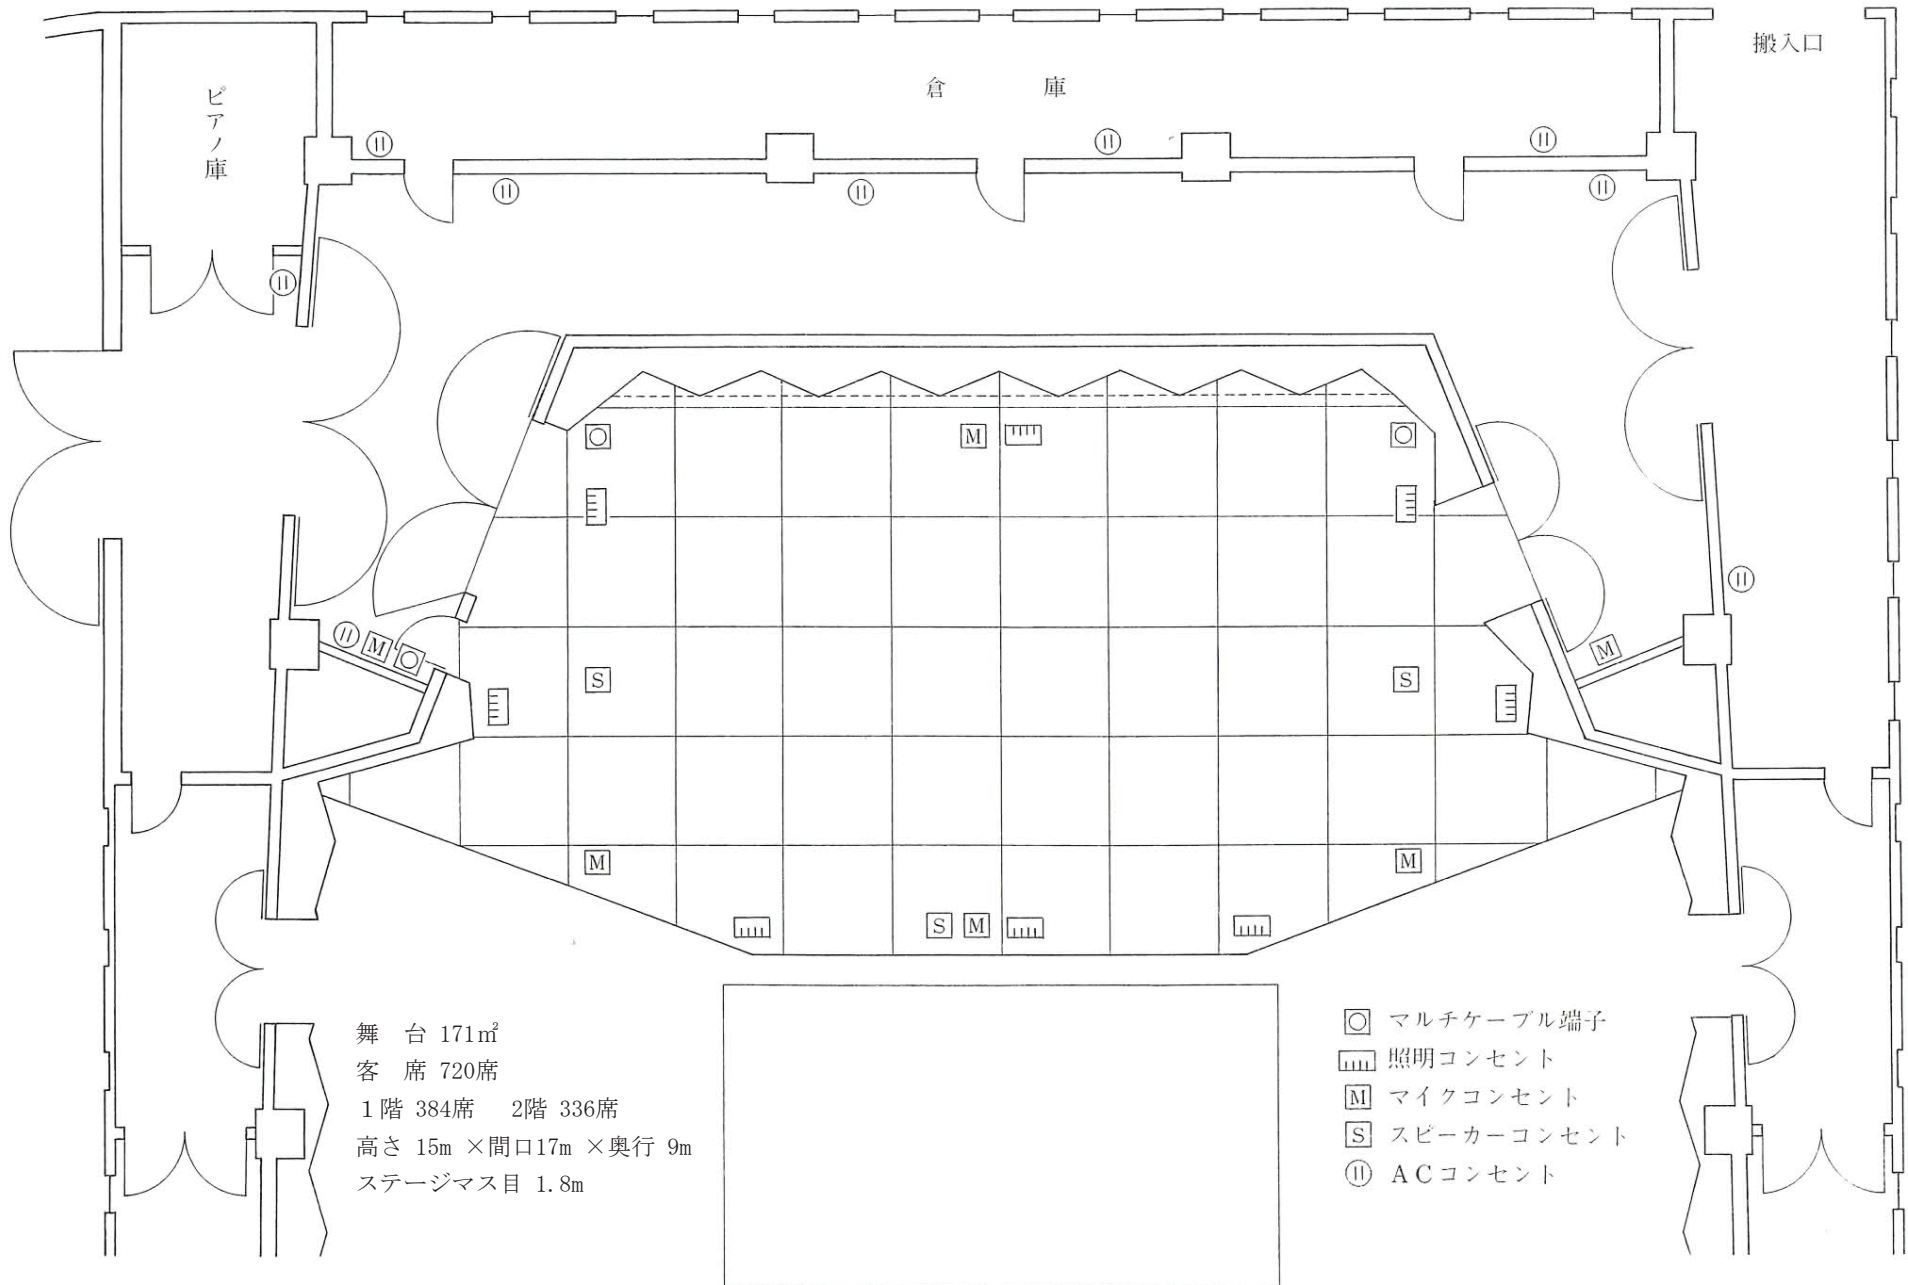 搬入口
倉 庫
ピアノ庫
M
M
M
S
S
M
M
S
M
M
舞 台 171㎡
客 席 720席
1階 384席 2階 336席
高さ 15m ×間口17m ×奥行 9m
ステージマス目 1.8m
マルチケーブル端子
照明コンセント
M マイクコンセント
S スピーカーコンセント
ACコンセント